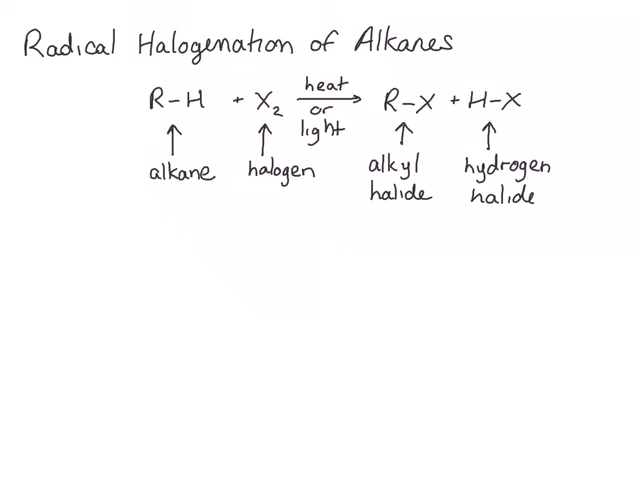 Radical Halogenation of Alkanes
heat
R-H + X₂ → R-X + H-X
or
light
alkane halogen alkyl hydrogen
halide halide